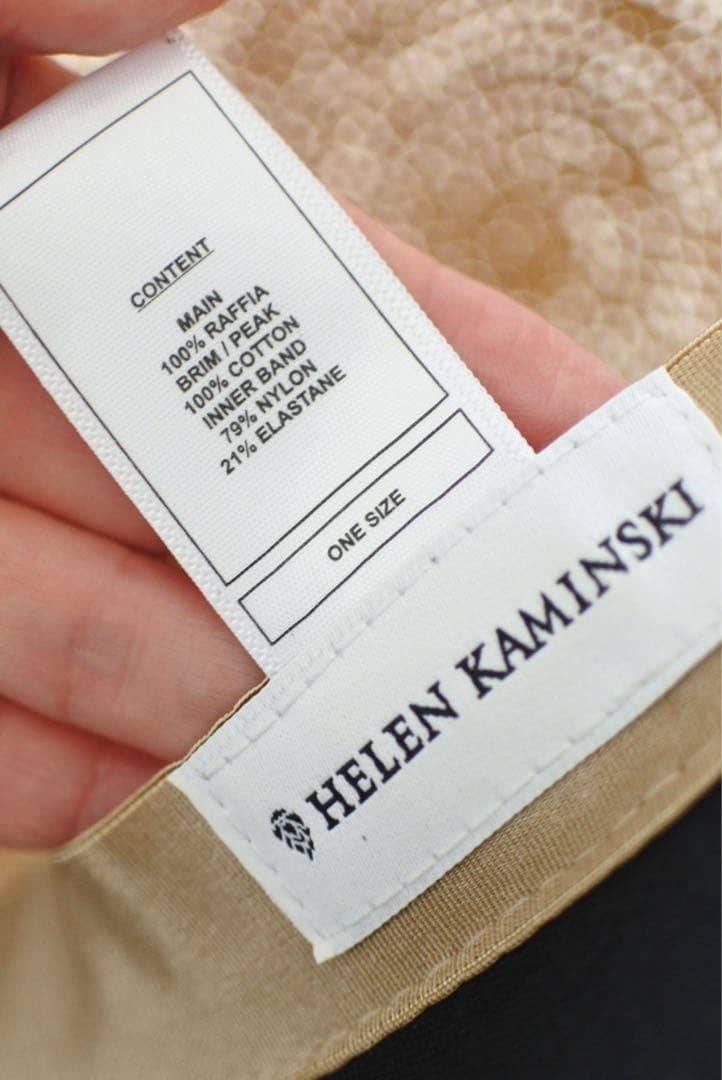 CONTENT
MAIN
100% RAFFIA
BRIM / PEAK
100% COTTON
INNER BAND
79% NYLON
21% ELASTANE
ONE SIZE
HELEN KAMINSKI